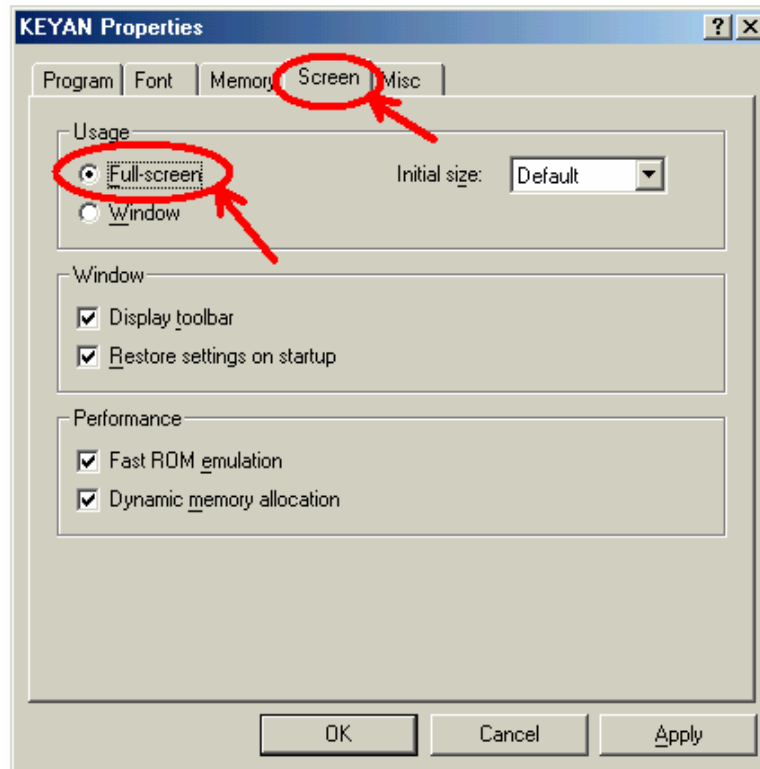 KEYAN Properties
Program Font Memory Screen Misc
Usage
Full-screen Initial size: Default
Window
Window
Display toolbar
Restore settings on startup
Performance
Fast ROM emulation
Dynamic memory allocation
OK Cancel Apply